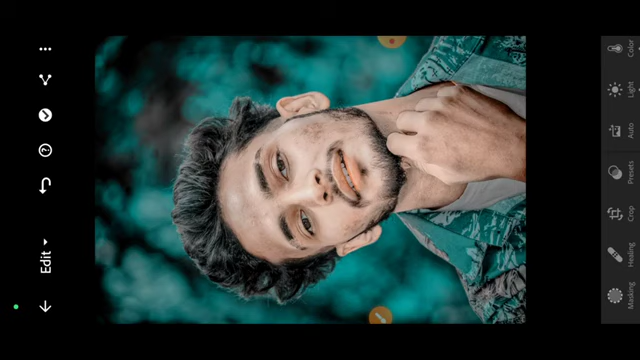 Edit
Color
Light
Auto
Presets
Crop
Healing
Masking